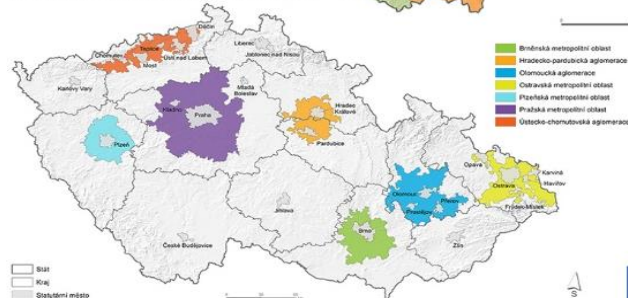 Děčín
Teplice
Ústí nad Labem
Chomutov
Most
Liberec
Jablonec nad Nisou
Karlovy Vary
Mladá Boleslav
Kladno
Praha
Hradec Králové
Pardubice
Plzeň
Opava
Karviná
Havířov
Ostrava
Frýdek-Místek
Olomouc
Přerov
Prostějov
Jihlava
Brno
Zlín
České Budějovice
Brněnská metropolitní oblast
Hradecko-pardubická aglomerace
Olomoucká aglomerace
Ostravská metropolitní oblast
Plzeňská metropolitní oblast
Pražská metropolitní oblast
Ústecko-chomutovská aglomerace
Stát
Kraj
Statutární město
S